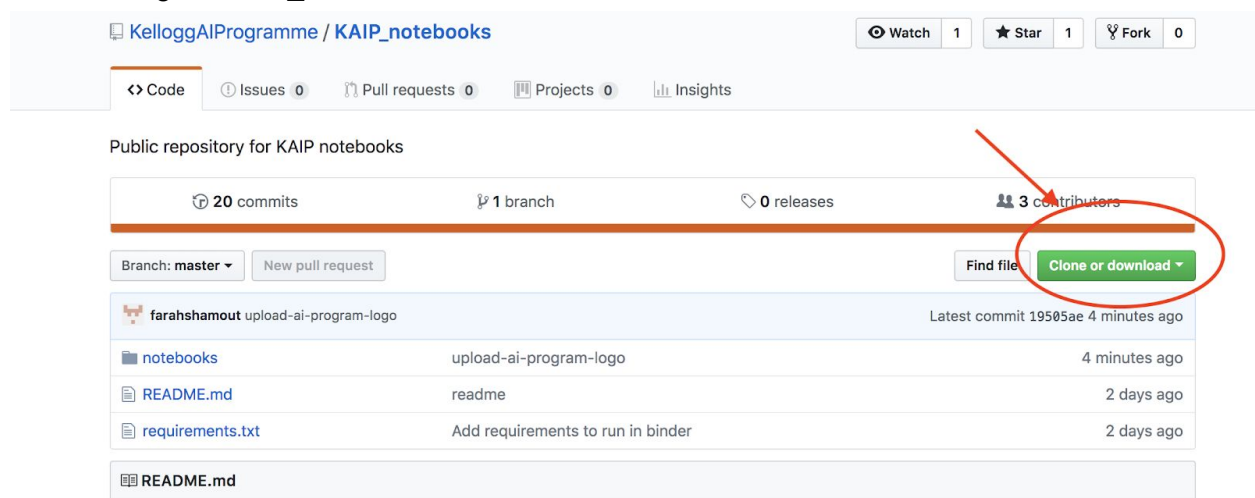 KelloggAIProgramme / KAIP_notebooks Watch 1 Star 1 Fork 0
Code Issues 0 Pull requests 0 Projects 0 Insights
Public repository for KAIP notebooks
20 commits 1 branch 0 releases 3 contributors
Branch: master New pull request Find file Clone or download
farahshamout upload-ai-program-logo Latest commit 19505ae 4 minutes ago
notebooks upload-ai-program-logo 4 minutes ago
README.md readme 2 days ago
requirements.txt Add requirements to run in binder 2 days ago
README.md